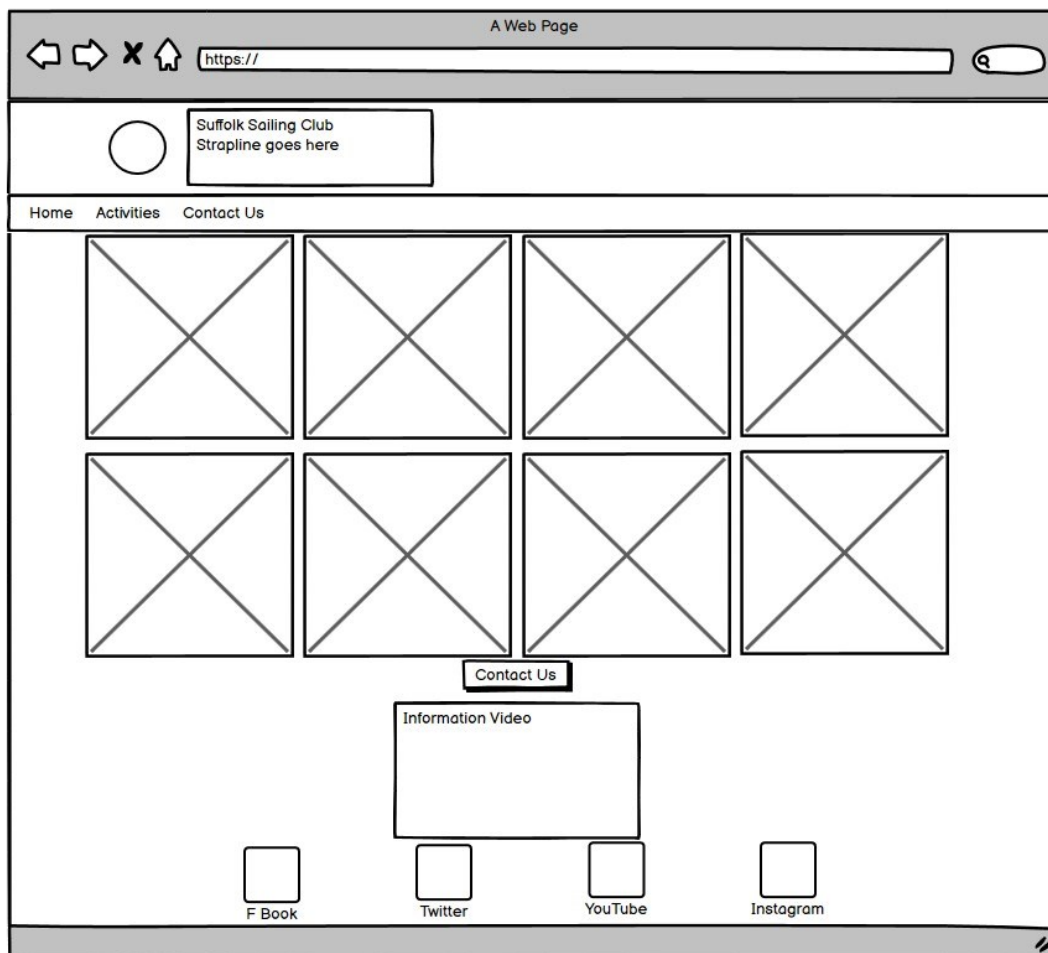 A Web Page
https://
Suffolk Sailing Club
Strapline goes here
Home Activities Contact Us
Contact Us
Information Video
F Book Twitter YouTube Instagram